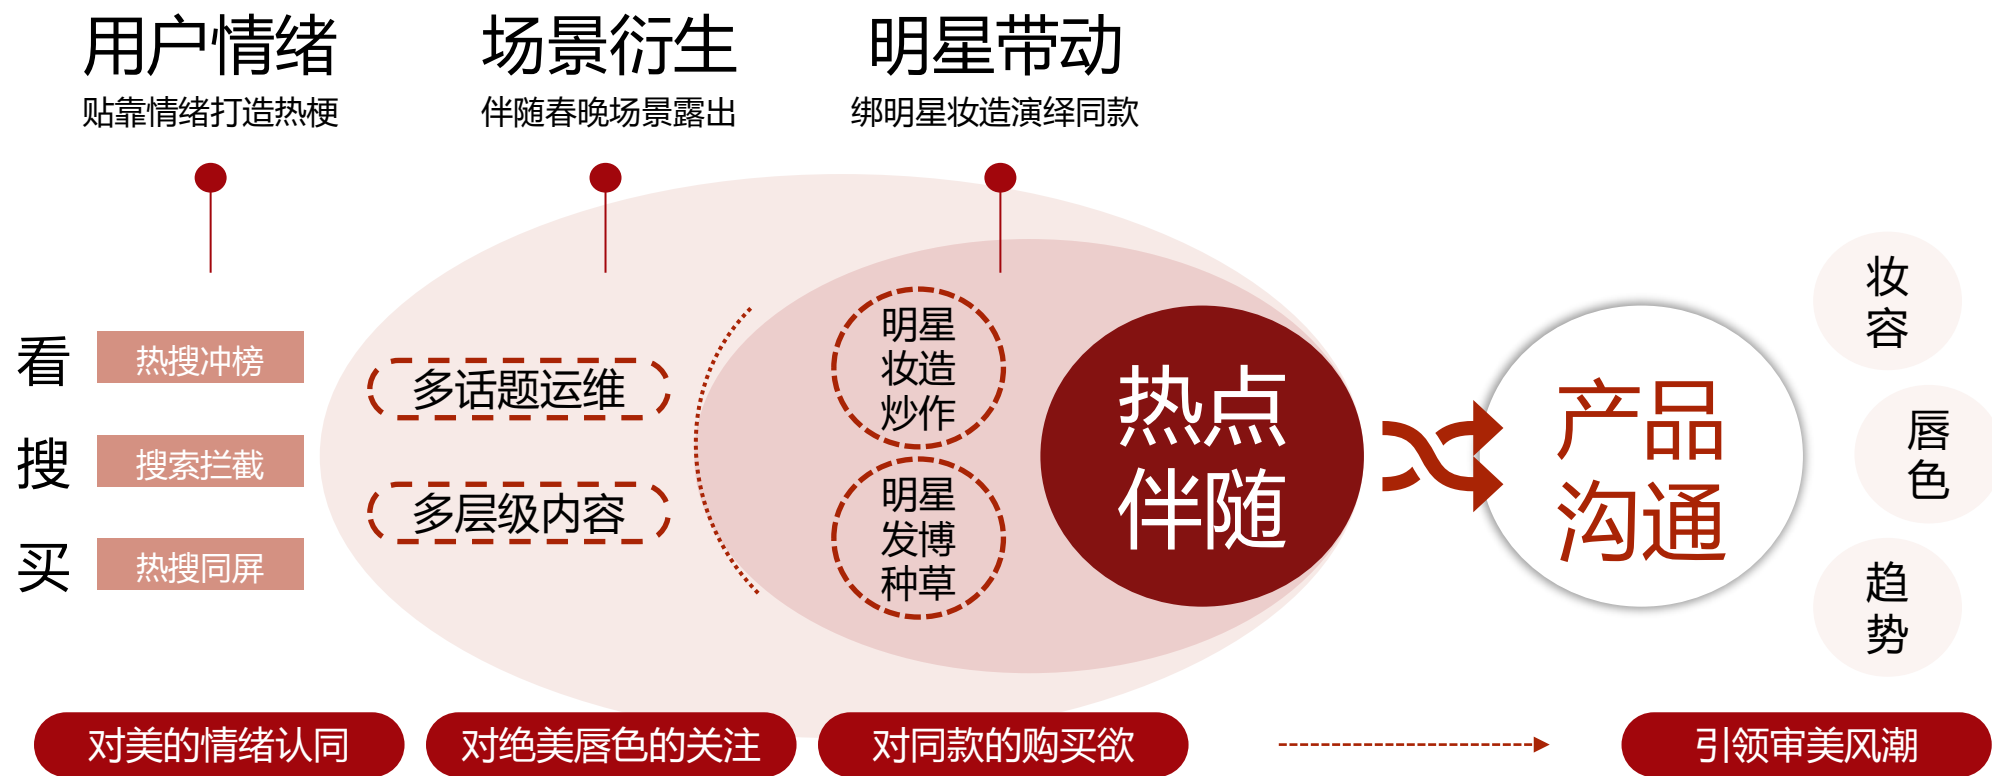 用户情绪
贴靠情绪打造热梗
场景衍生
伴随春晚场景露出
明星带动
绑明星妆造演绎同款
看
热搜冲榜
搜
搜索拦截
买
热搜同屏
多话题运维
多层级内容
明星
妆造
炒作
明星
发博
种草
热点
伴随
产品
沟通
妆
容
唇
色
趋
势
对美的情绪认同
对绝美唇色的关注
对同款的购买欲
引领审美风潮